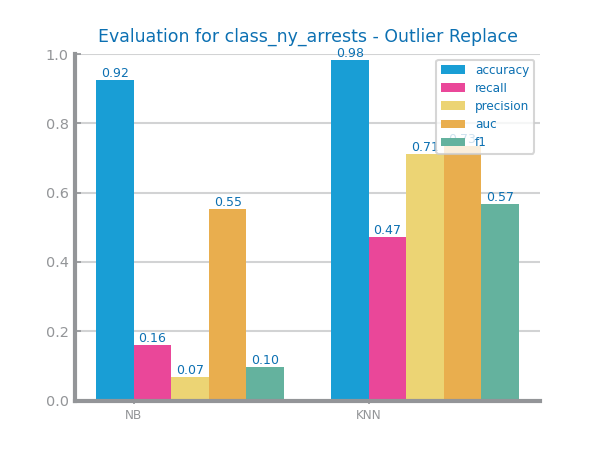 Evaluation for class_ny_arrests - Outlier Replace
1.0
0.8
0.6
0.4
0.2
0.0
0.92
0.16
0.07
0.55
0.10
0.98
0.47
0.71
0.73
0.57
accuracy
recall
precision
auc
f1
NB
KNN